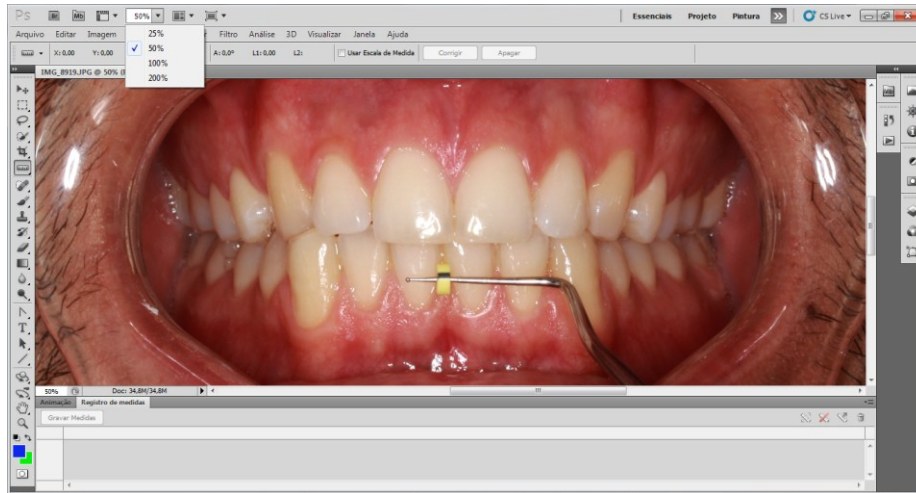 Ps Br Mb 50% Essenciais Projeto Pintura >> CS Live
Arquivo Editar Imagem Filtro Análise 3D Visualizar Janela Ajuda
25%
50%
100%
200%
X: 0,00 Y: 0,00 A: 0,0° L1: 0,00 L2: Usar Escala de Medida Corrigir Apagar
IMG_8919.JPG @ 50%
50% Doc: 34,8M/34,8M
Animação Registro de medidas
Gravar Medidas